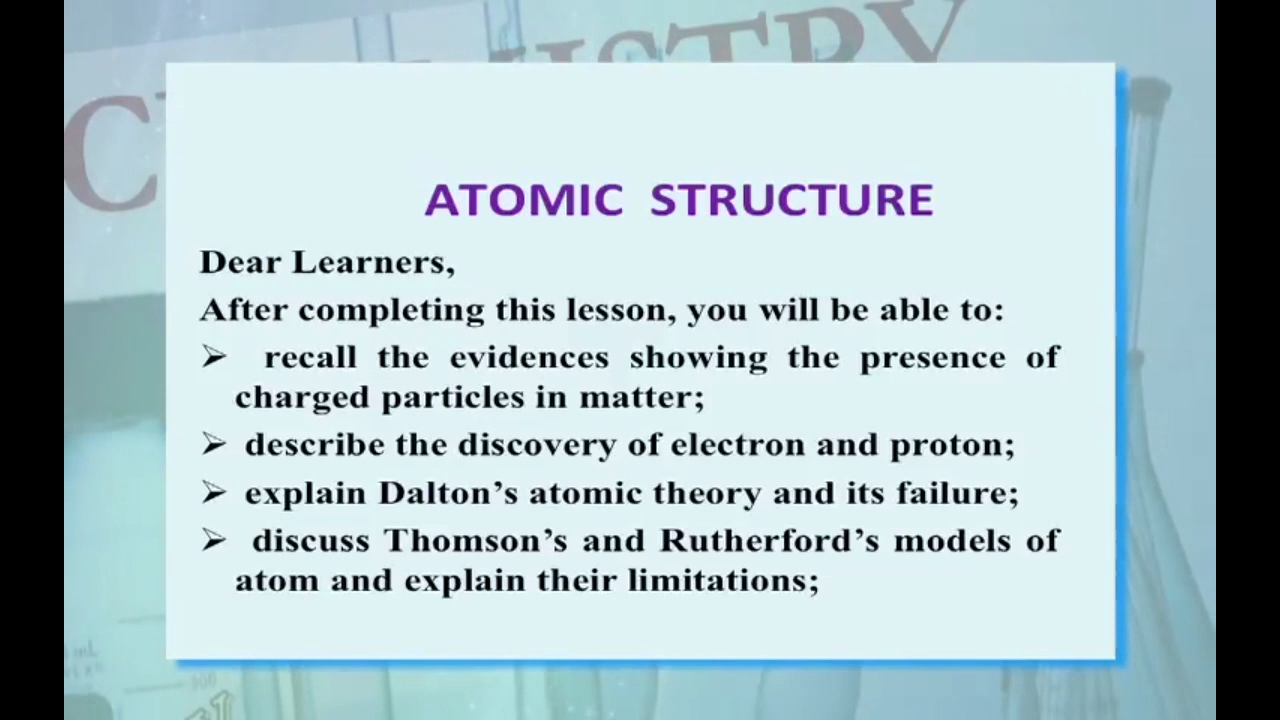 ATOMIC STRUCTURE
Dear Learners,
After completing this lesson, you will be able to:
➢ recall the evidences showing the presence of
charged particles in matter;
➢ describe the discovery of electron and proton;
➢ explain Dalton’s atomic theory and its failure;
➢ discuss Thomson’s and Rutherford’s models of
atom and explain their limitations;